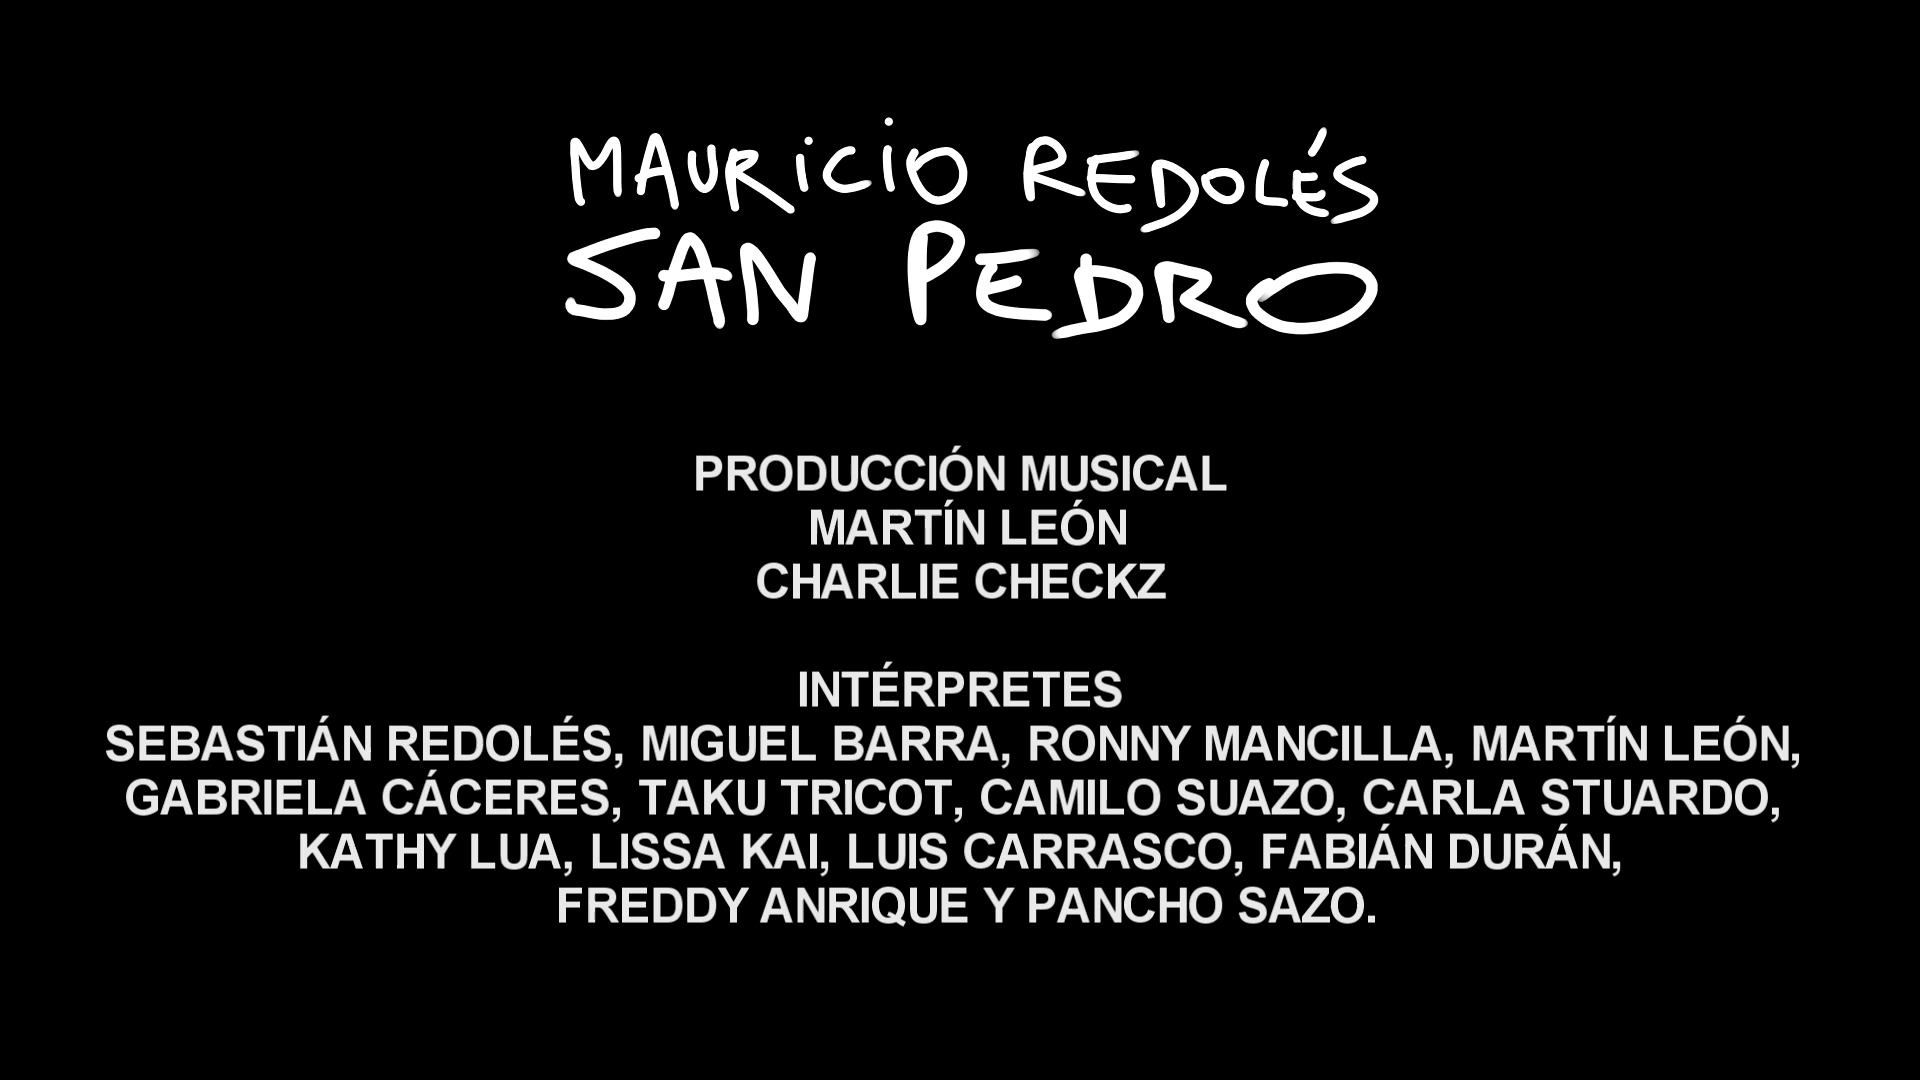 MAURICIO REDOLÉS
SAN PEDRO
PRODUCCIÓN MUSICAL
MARTÍN LEÓN
CHARLIE CHECKZ
INTÉRPRETES
SEBASTIÁN REDOLÉS, MIGUEL BARRA, RONNY MANCILLA, MARTÍN LEÓN,
GABRIELA CÁCERES, TAKU TRICOT, CAMILO SUAZO, CARLA STUARDO,
KATHY LUA, LISSA KAI, LUIS CARRASCO, FABIÁN DURÁN,
FREDDY ANRIQUE Y PANCHO SAZO.